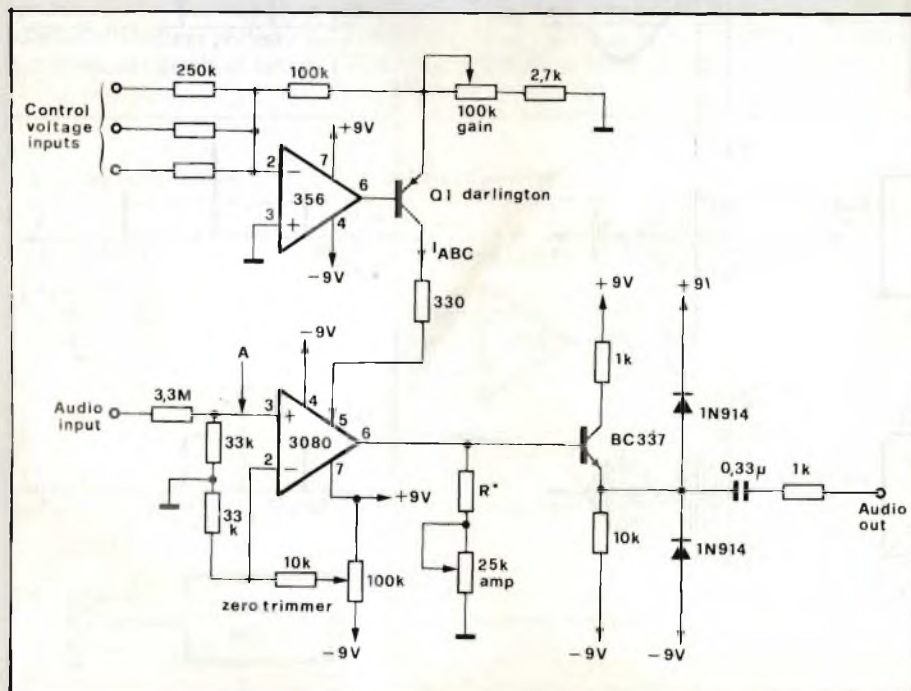 250k
100k
2,7k
Control
voltage
inputs
100k
gain
+9V
2
7
356
6
3
4
-9V
Q1 darlington
IABC
330
-9V
A
3,3M
Audio
input
3
4
5
3080
6
2
7
33k
33
k
10k
100k
zero trimmer
+9V
-9V
R*
25k
amp
+9V
1k
BC337
10k
-9V
+9V
1N914
0,33μ
1k
Audio
out
1N914
-9V